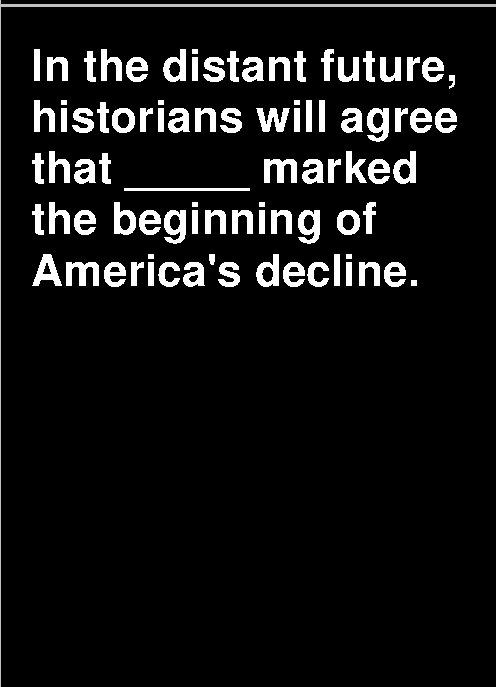 In the distant future,
historians will agree
that ______ marked
the beginning of
America's decline.